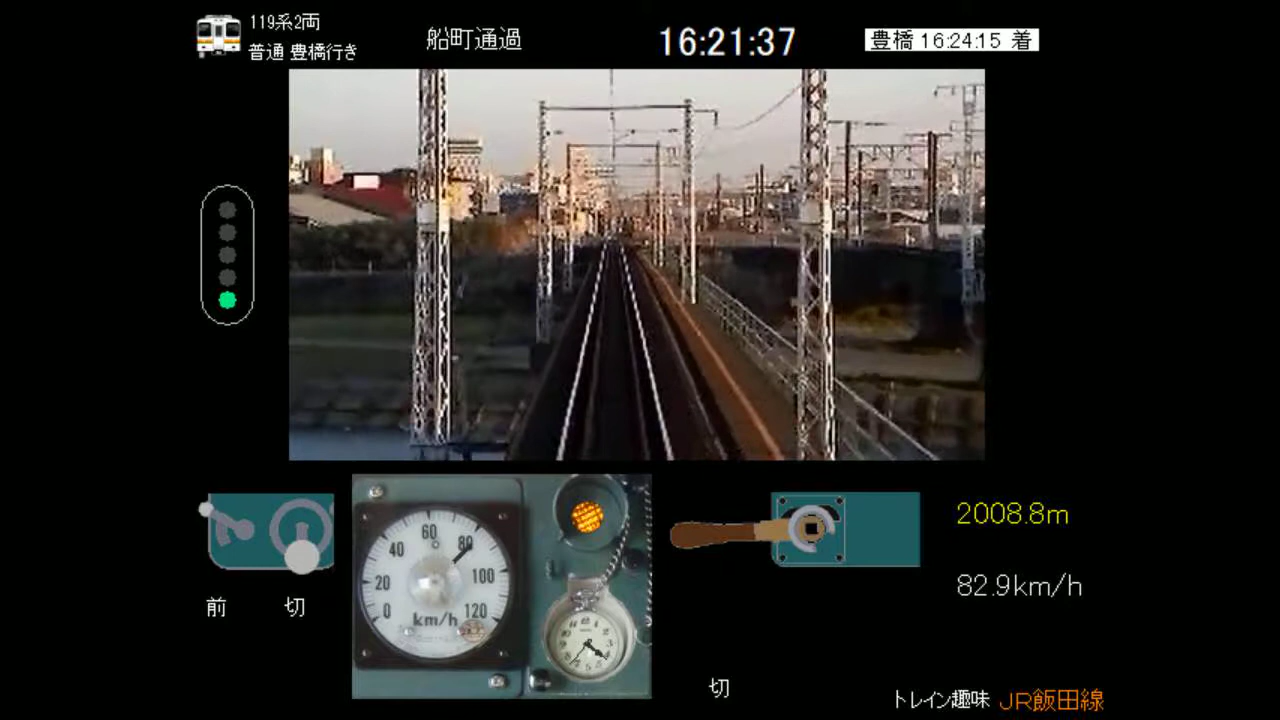 119系2両
普通 豊橋行き
船町通過
16:21:37
豊橋 16:24:15 着
0
20
40
60
80
100
120
km/h
前
切
切
2008.8m
82.9km/h
トレイン趣味 JR飯田線